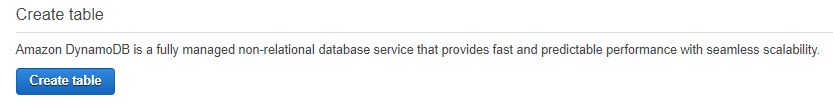 Create table
Amazon DynamoDB is a fully managed non-relational database service that provides fast and predictable performance with seamless scalability.
Create table